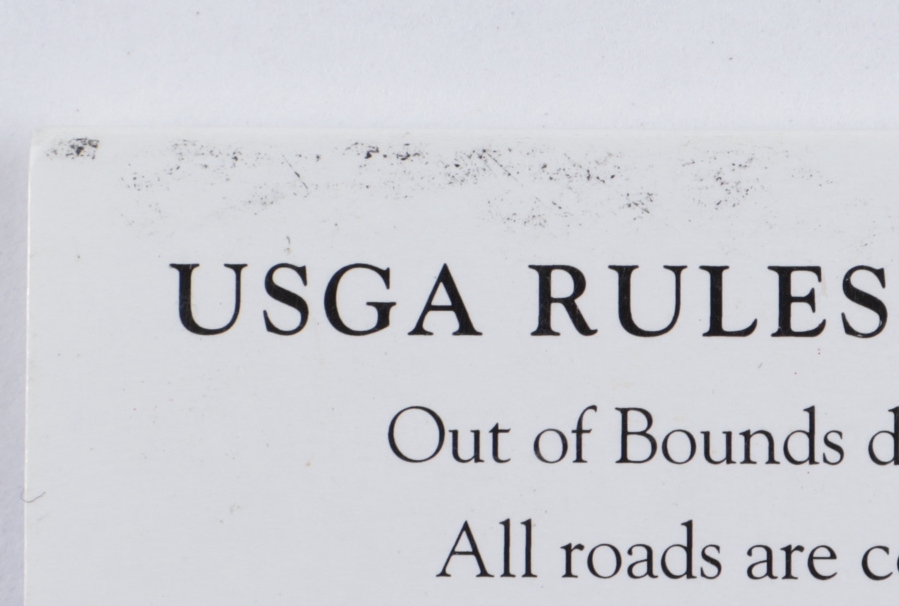 USGA RULES
Out of Bounds d
All roads are c